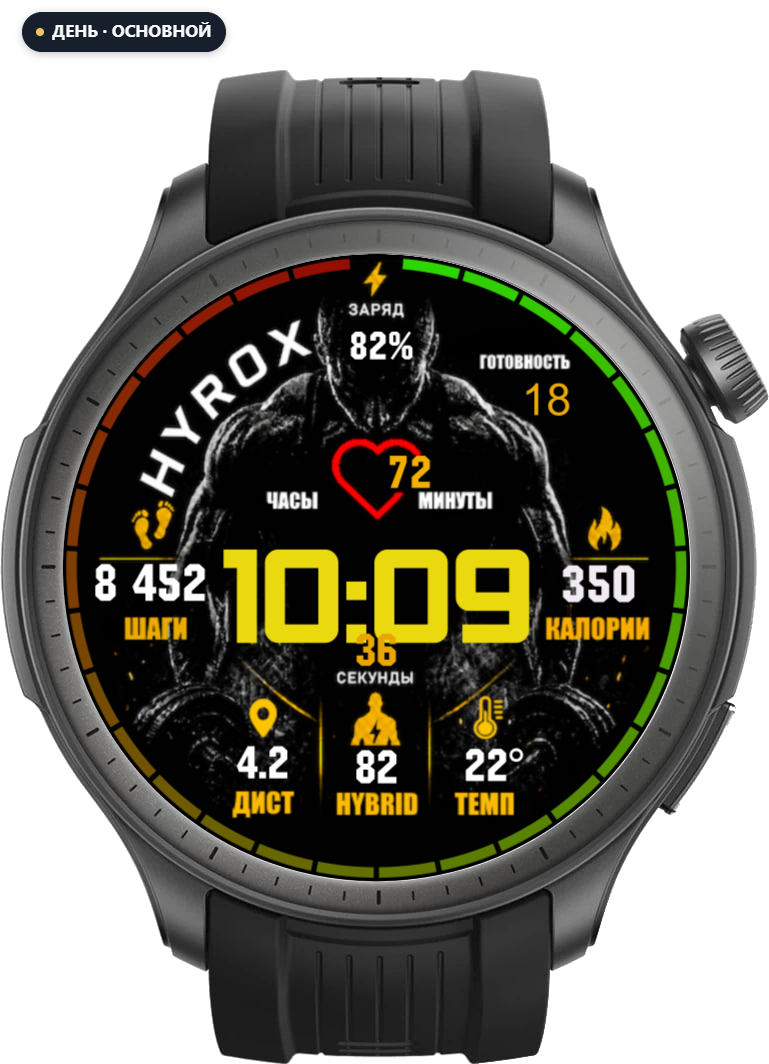 ДЕНЬ · ОСНОВНОЙ
ЗАРЯД
82%
HYROX
ГОТОВНОСТЬ
18
72
ЧАСЫ
МИНУТЫ
10:09
8 452
ШАГИ
350
КАЛОРИИ
36
СЕКУНДЫ
4.2
ДИСТ
82
HYBRID
22°
ТЕМП